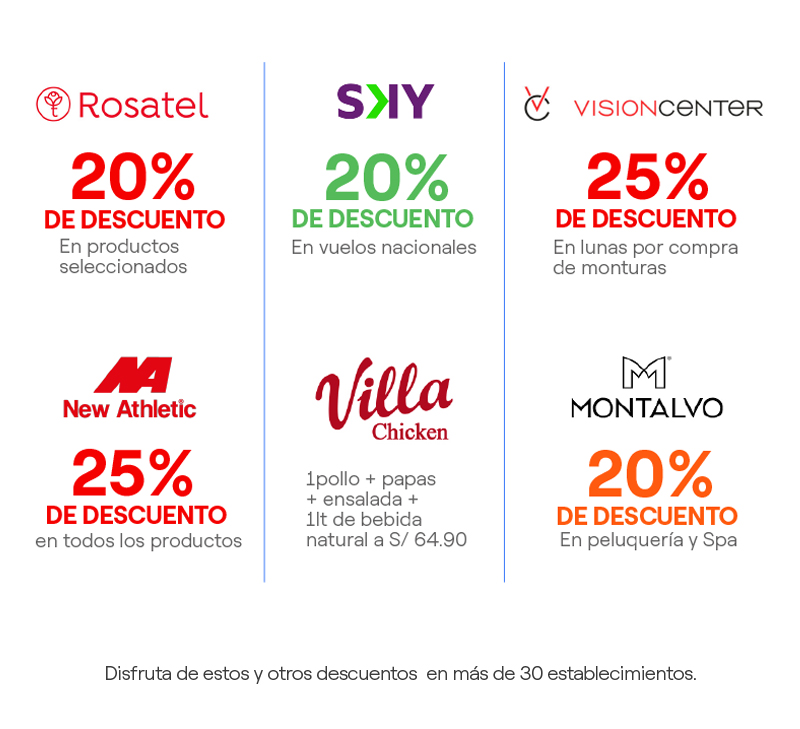 Rosatel
20%
DE DESCUENTO
En productos
seleccionados
SKY
20%
DE DESCUENTO
En vuelos nacionales
VC VISIONCENTER
25%
DE DESCUENTO
En lunas por compra
de monturas
NA
New Athletic
25%
DE DESCUENTO
en todos los productos
Villa
Chicken
1pollo + papas
+ ensalada +
1lt de bebida
natural a S/ 64.90
M®
MONTALVO
20%
DE DESCUENTO
En peluquería y Spa
Disfruta de estos y otros descuentos en más de 30 establecimientos.